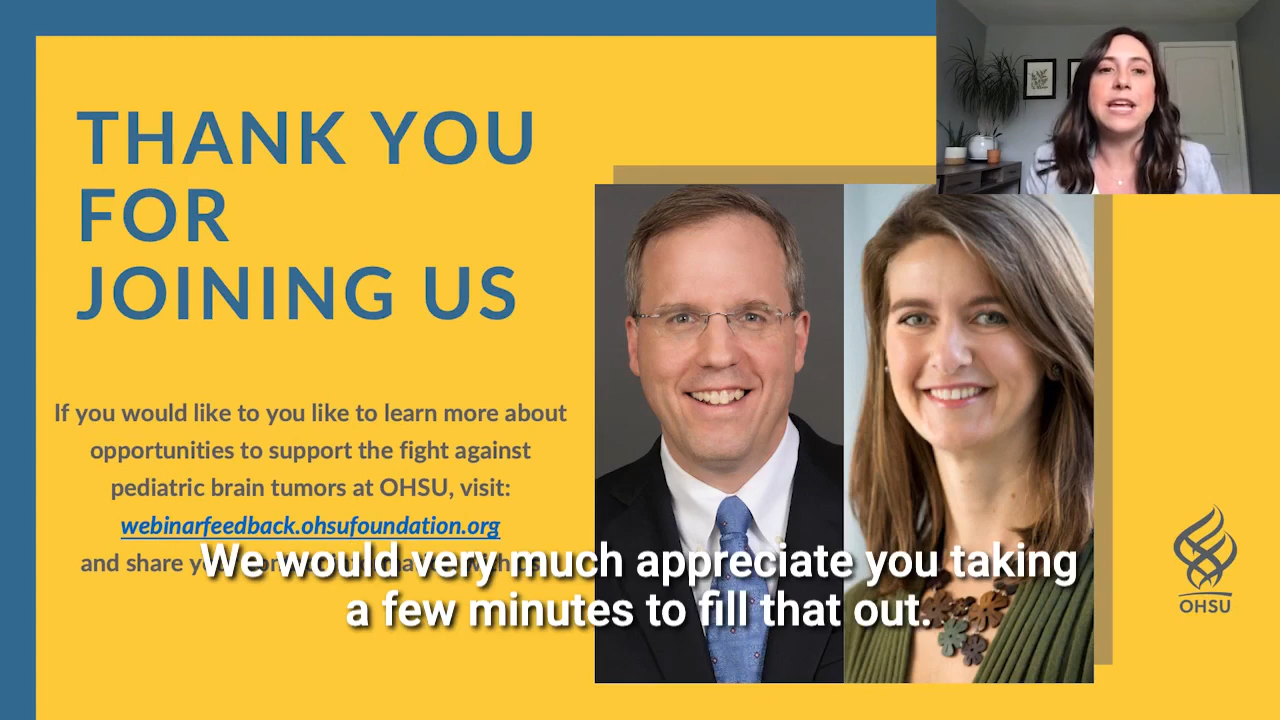 THANK YOU
FOR
JOINING US
If you would like to you like to learn more about
opportunities to support the fight against
pediatric brain tumors at OHSU, visit:
webinarfeedback.ohsufoundation.org
and share
We would very much appreciate you taking
a few minutes to fill that out.
OHSU